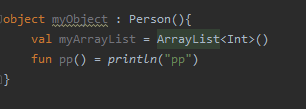 object myObject : Person(){
    val myArrayList = ArrayList<Int>()
    fun pp() = println("pp")
}